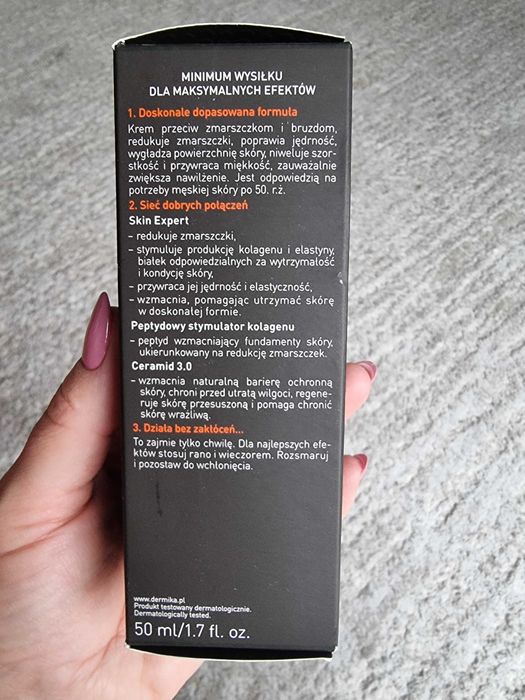 MINIMUM WYSIŁKU
DLA MAKSYMALNYCH EFEKTÓW
1. Doskonale dopasowana formuła
Krem przeciw zmarszczkom i bruzdom,
redukuje zmarszczki, poprawia jędrność,
wygładza powierzchnię skóry, niweluje szor-
stkość i przywraca miękkość, zauważalnie
zwiększa nawilżenie. Jest odpowiedzią na
potrzeby męskiej skóry po 50. r.ż.
2. Sieć dobrych połączeń
Skin Expert
– redukuje zmarszczki,
– stymuluje produkcję kolagenu i elastyny,
białek odpowiedzialnych za wytrzymałość
i kondycję skóry,
– przywraca jej jędrność i elastyczność,
– wzmacnia, pomagając utrzymać skórę
w doskonałej formie.
Peptydowy stymulator kolagenu
– peptyd wzmacniający fundamenty skóry,
ukierunkowany na redukcję zmarszczek.
Ceramid 3.0
– wzmacnia naturalną barierę ochronną
skóry, chroni przed utratą wilgoci, regene-
ruje skórę przesuszoną i pomaga chronić
skórę wrażliwą.
3. Działa bez zakłóceń...
To zajmie tylko chwilę. Dla najlepszych efe-
któw stosuj rano i wieczorem. Rozsmaruj
i pozostaw do wchłonięcia.
www.dermika.pl
Produkt testowany dermatologicznie.
Dermatologically tested.
50 ml/1.7 fl. oz.